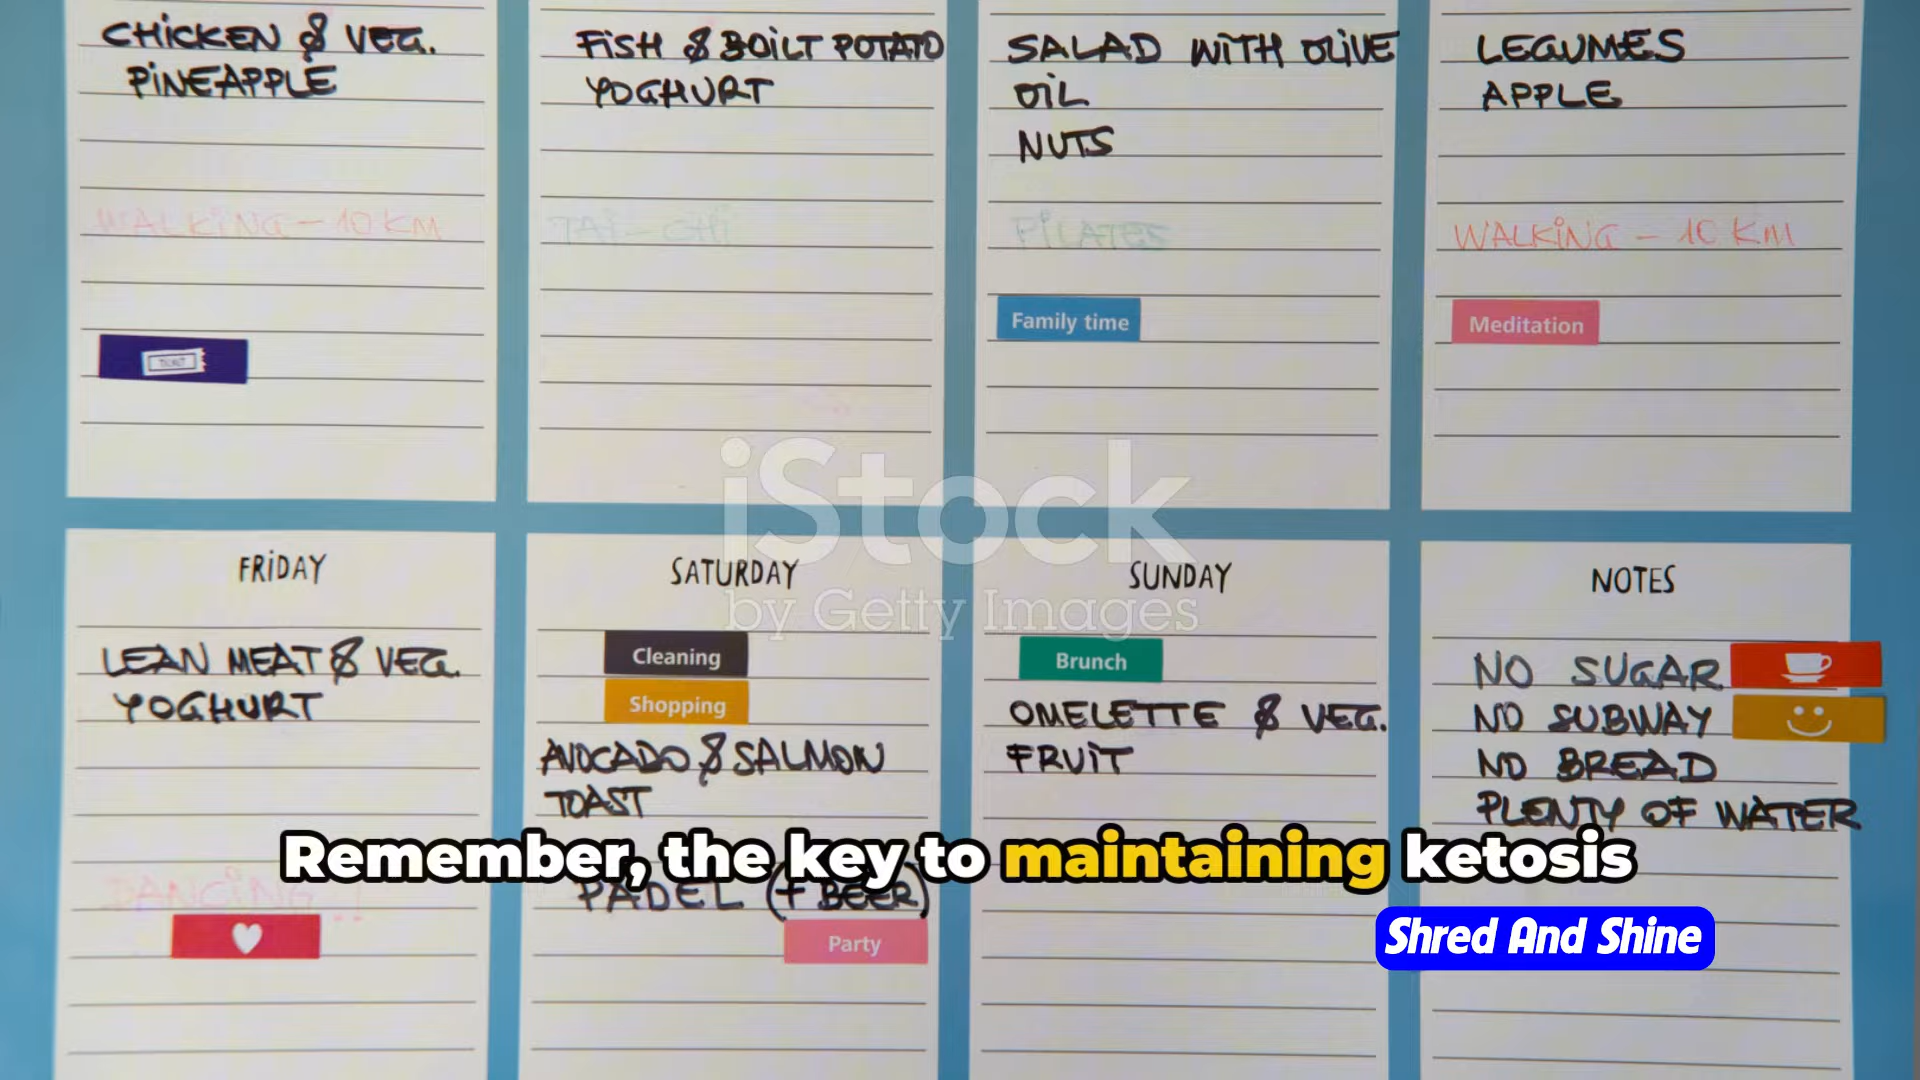 CHICKEN & VEG.
PINEAPPLE
WALKING - 10 KM
TICKET
FISH & BOILT POTATO
YOGHURT
TAI-CHI
SALAD WITH OLIVE
OIL
NUTS
PILATES
Family time
LEGUMES
APPLE
WALKING - 10 KM
Meditation
iStock
by Getty Images
FRIDAY
LEAN MEAT & VEG.
YOGHURT
DANCING !!
SATURDAY
Cleaning
Shopping
AVOCADO & SALMON
TOAST
PADEL (+ BEER)
Party
SUNDAY
Brunch
OMELETTE & VEG.
FRUIT
NOTES
NO SUGAR
NO SUBWAY
NO BREAD
PLENTY OF WATER
Remember, the key to maintaining ketosis
Shred And Shine